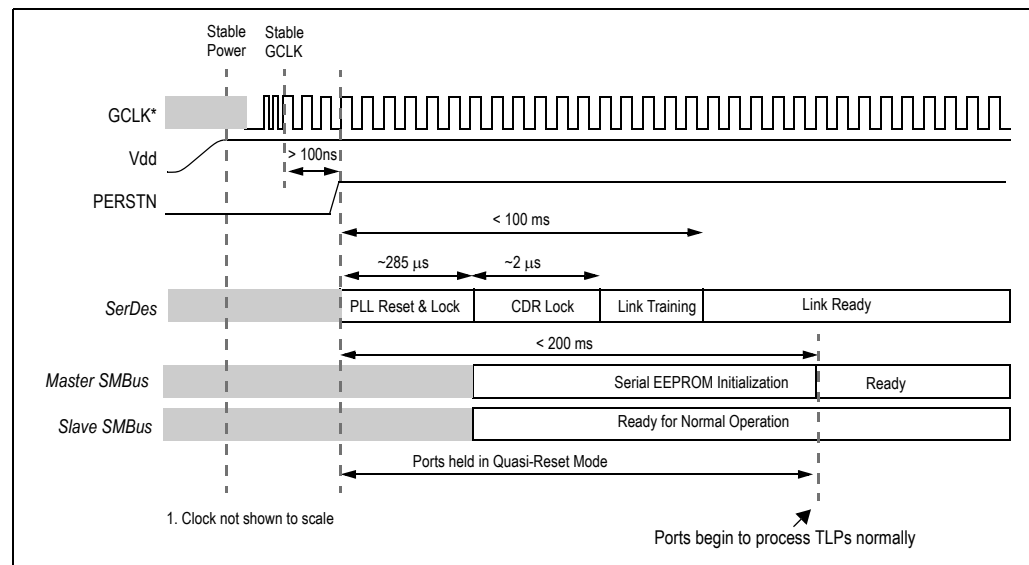 Stable
Power
Stable
GCLK
GCLK*
Vdd
> 100ns
PERSTN
< 100 ms
~285 μs
~2 μs
SerDes
PLL Reset & Lock
CDR Lock
Link Training
Link Ready
< 200 ms
Master SMBus
Serial EEPROM Initialization
Ready
Slave SMBus
Ready for Normal Operation
Ports held in Quasi-Reset Mode
1. Clock not shown to scale
Ports begin to process TLPs normally